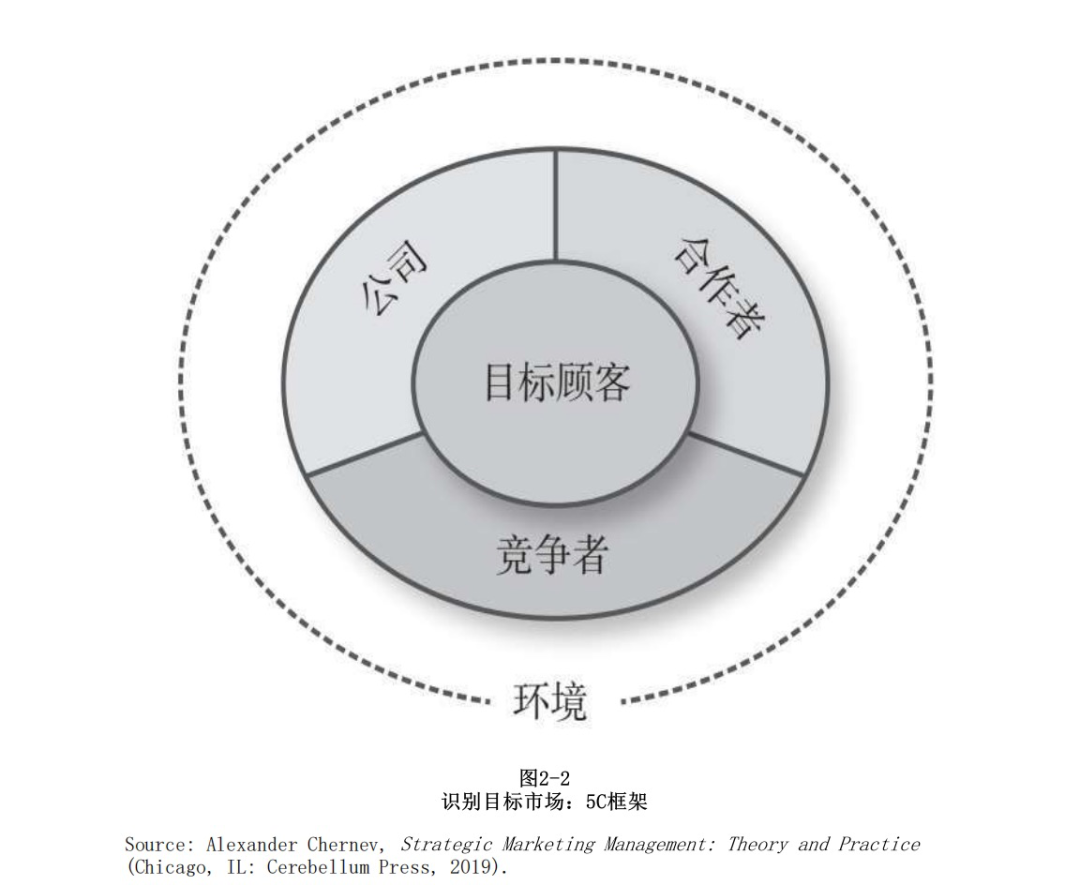 公司
合作者
目标顾客
竞争者
环境
图2-2
识别目标市场：5C框架
Source: Alexander Chernev, Strategic Marketing Management: Theory and Practice
(Chicago, IL: Cerebellum Press, 2019).